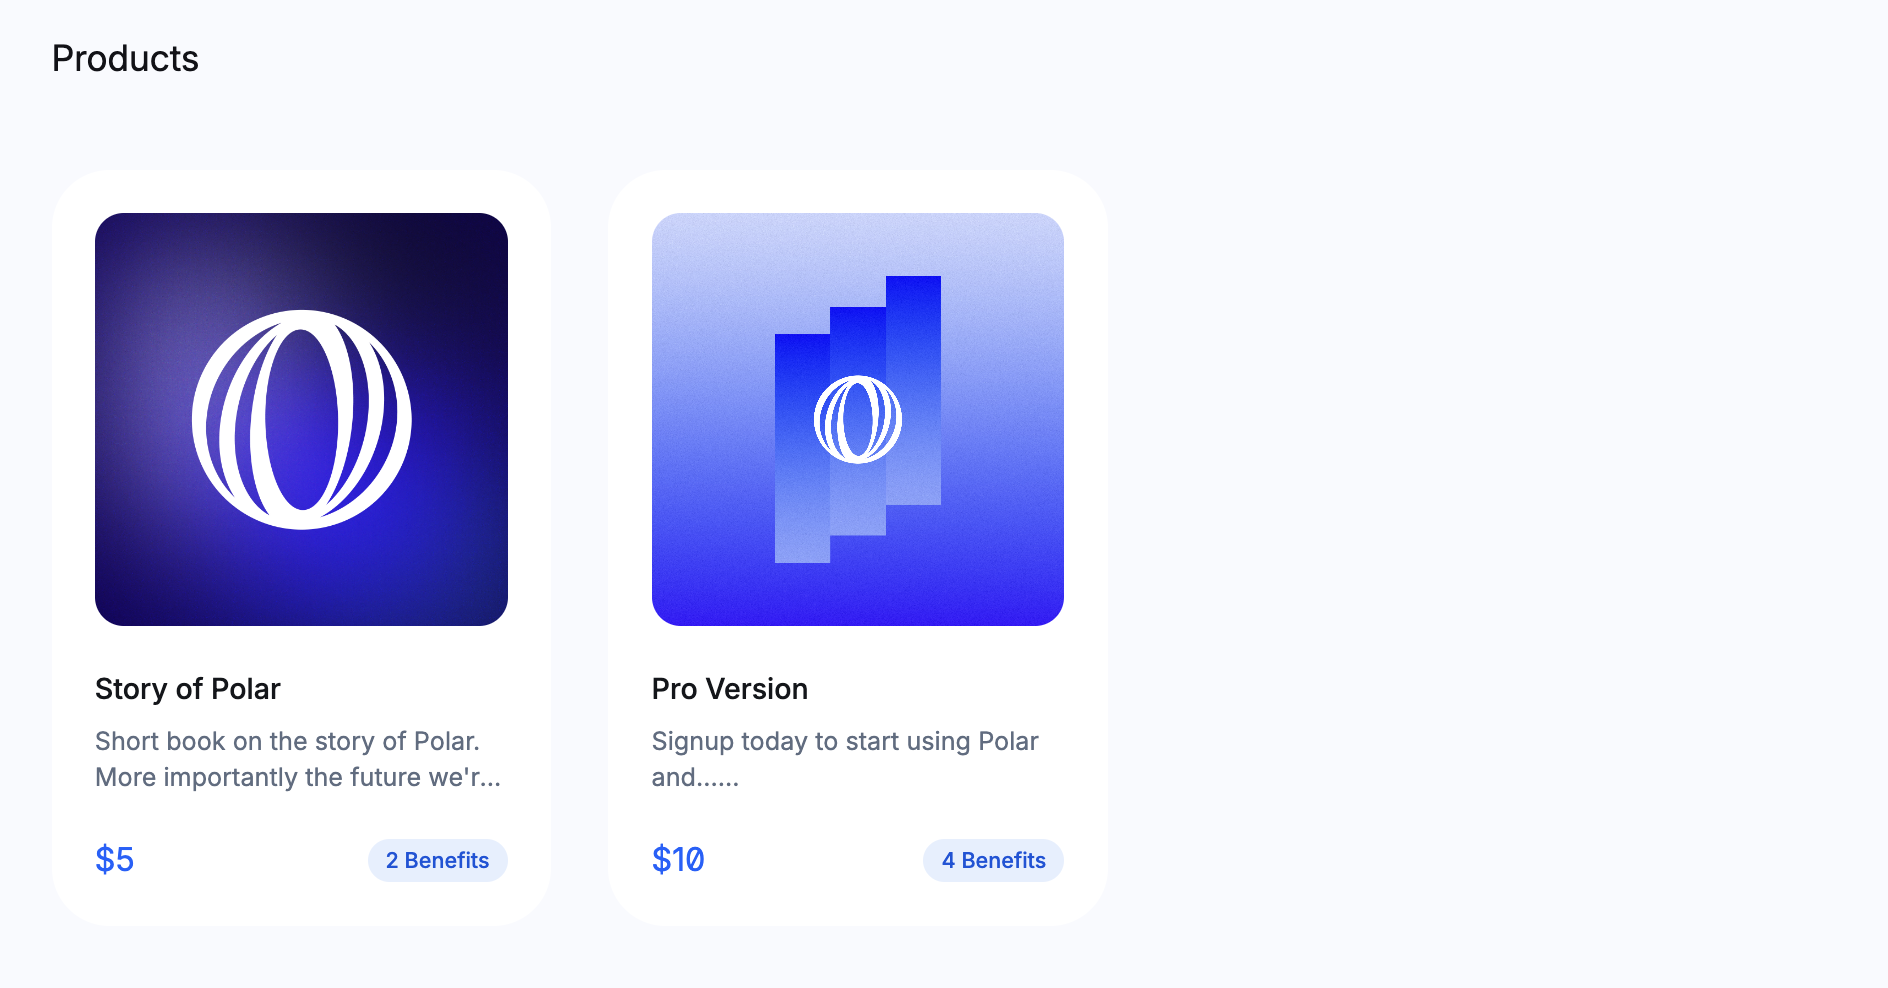 Products
Story of Polar
Short book on the story of Polar.
More importantly the future we'r...
$5
2 Benefits
Pro Version
Signup today to start using Polar
and......
$10
4 Benefits